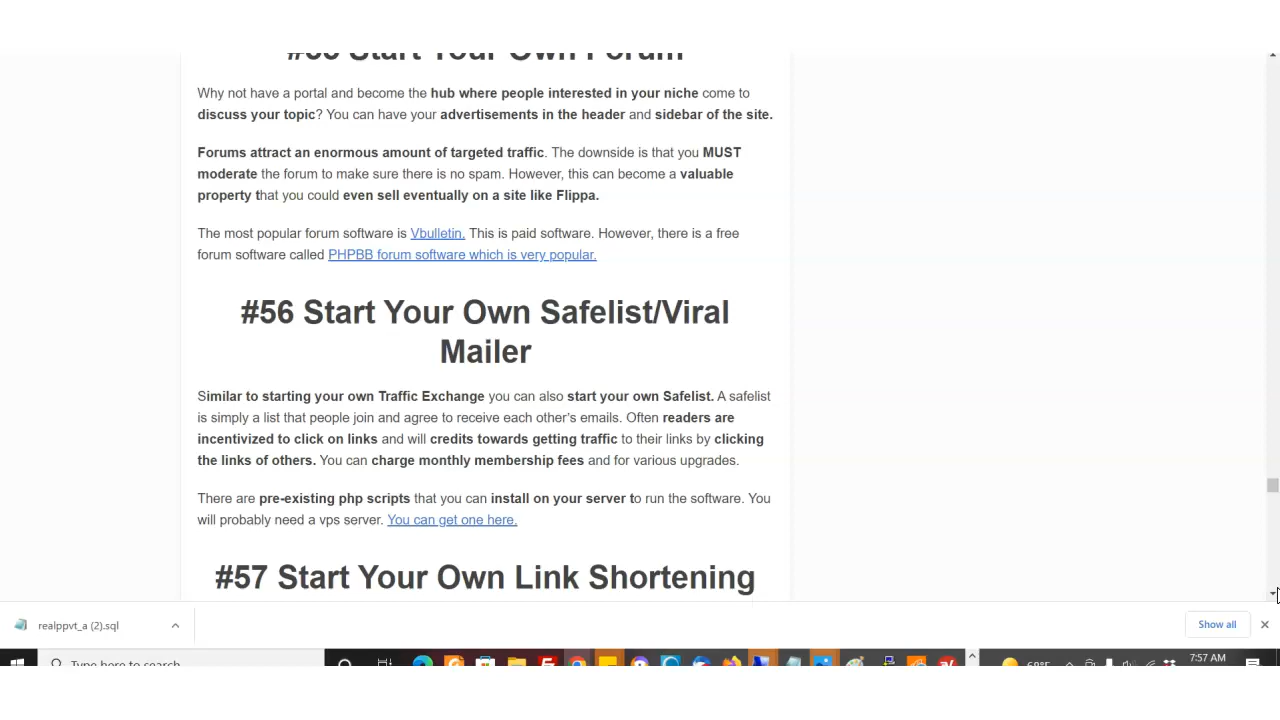 #55 Start Your Own Forum
Why not have a portal and become the hub where people interested in your niche come to
discuss your topic? You can have your advertisements in the header and sidebar of the site.
Forums attract an enormous amount of targeted traffic. The downside is that you MUST
moderate the forum to make sure there is no spam. However, this can become a valuable
property that you could even sell eventually on a site like Flippa.
The most popular forum software is Vbulletin. This is paid software. However, there is a free
forum software called PHPBB forum software which is very popular.
#56 Start Your Own Safelist/Viral
Mailer
Similar to starting your own Traffic Exchange you can also start your own Safelist. A safelist
is simply a list that people join and agree to receive each other's emails. Often readers are
incentivized to click on links and will credits towards getting traffic to their links by clicking
the links of others. You can charge monthly membership fees and for various upgrades.
There are pre-existing php scripts that you can install on your server to run the software. You
will probably need a vps server. You can get one here.
#57 Start Your Own Link Shortening
realppvt_a (2).sql
Show all
Type here to search
68°F
7:57 AM